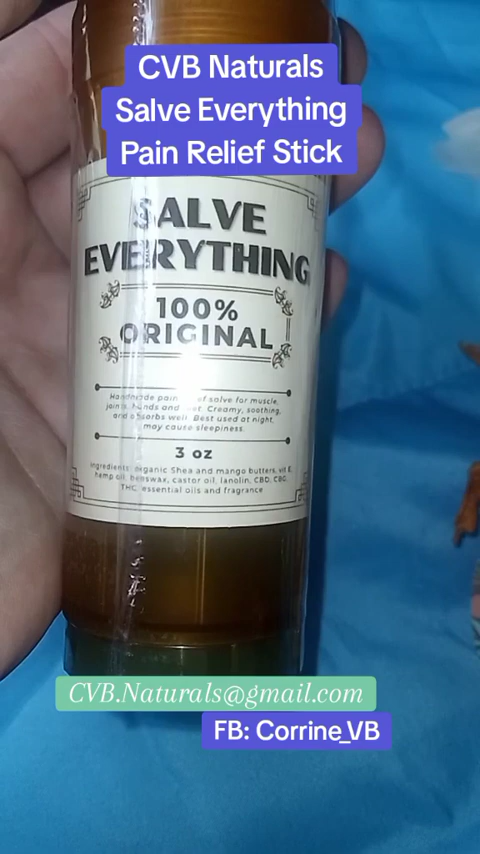 CVB Naturals
Salve Everything
Pain Relief Stick
SALVE
EVERYTHING
100%
ORIGINAL
Handmade pain salve for muscle,
joints, hands and Creamy, soothing,
and absorbs well. Best used at night,
may cause sleepiness.
3 oz
Ingredients: organic Shea and mango butters, vit E,
hemp oil, beeswax, castor oil, lanolin, CBD, CBG,
THC, essential oils and fragrance
CVB.Naturals@gmail.com
FB: Corrine_VB